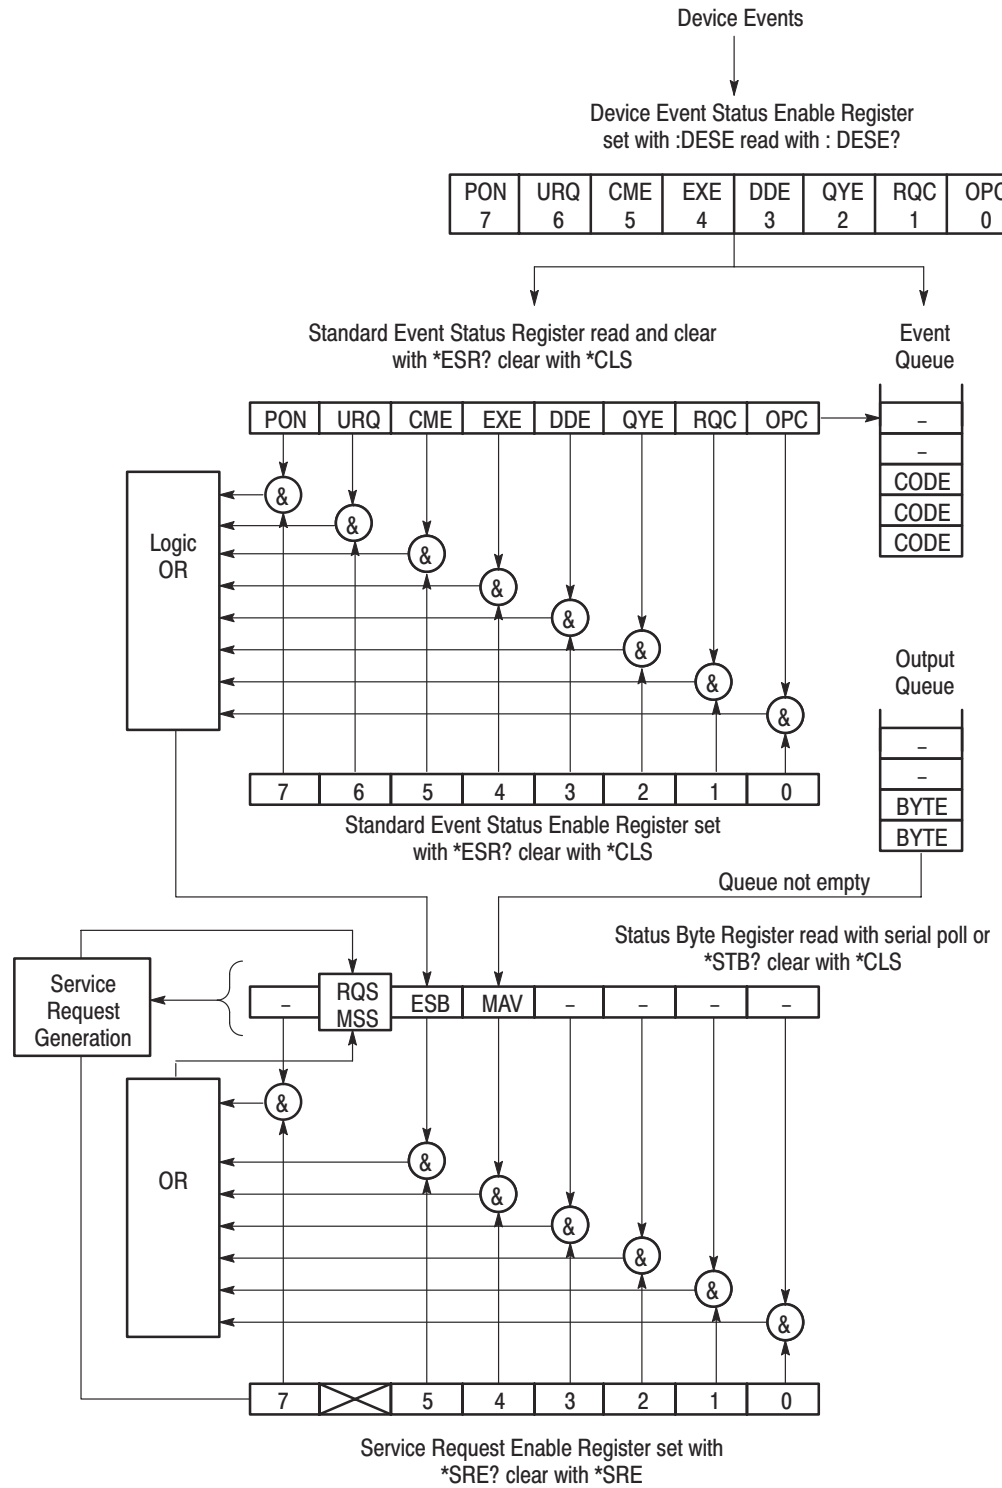 Device Events
Device Event Status Enable Register
set with :DESE read with : DESE?
PON URQ CME EXE DDE QYE RQC OPC
7 6 5 4 3 2 1 0
Standard Event Status Register read and clear
with *ESR? clear with *CLS
Event
Queue
PON URQ CME EXE DDE QYE RQC OPC
–
–
CODE
CODE
CODE
Logic
OR
&
&
&
&
&
&
&
&
Output
Queue
–
–
BYTE
BYTE
7 6 5 4 3 2 1 0
Standard Event Status Enable Register set
with *ESR? clear with *CLS
Queue not empty
Status Byte Register read with serial poll or
*STB? clear with *CLS
Service
Request
Generation
– RQS ESB MAV – – – –
MSS
OR
&
&
&
&
&
&
&
7 5 4 3 2 1 0
Service Request Enable Register set with
*SRE? clear with *SRE